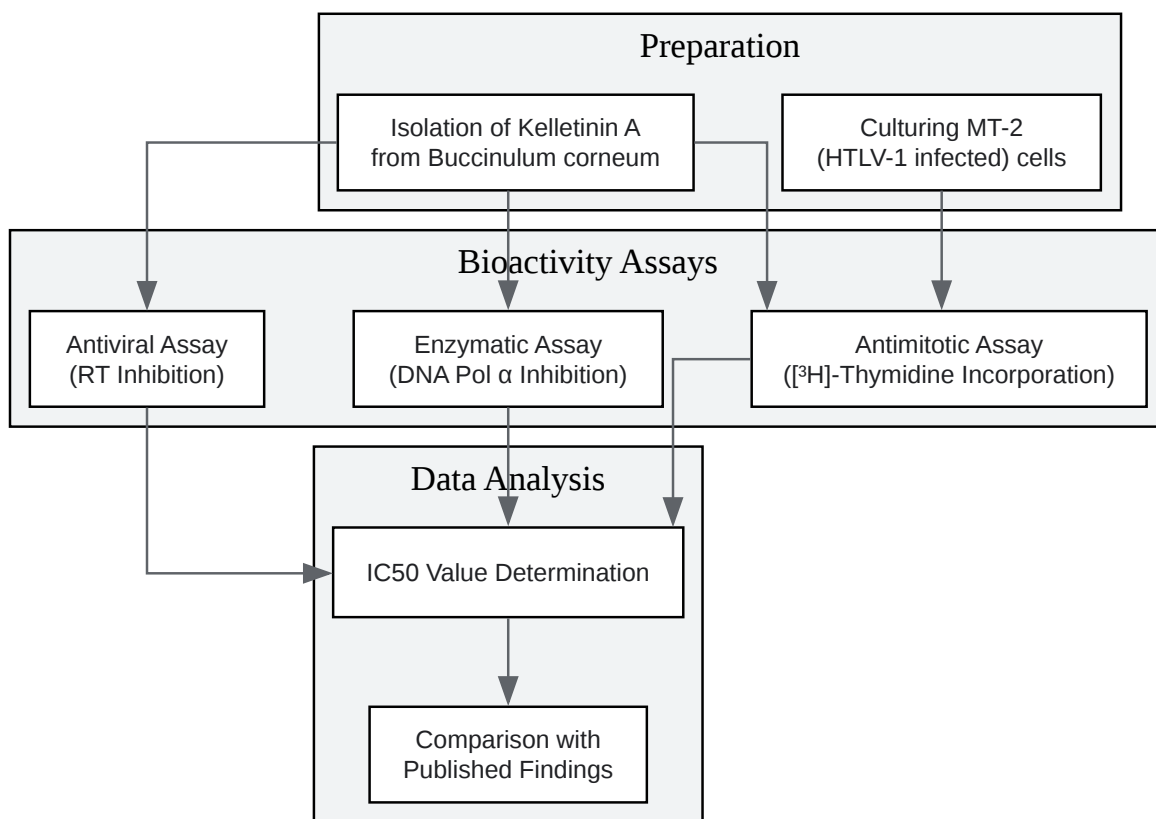 Preparation
Isolation of Kelletinin A
from Buccinulum corneum
Culturing MT-2
(HTLV-1 infected) cells
Bioactivity Assays
Antiviral Assay
(RT Inhibition)
Enzymatic Assay
(DNA Pol α Inhibition)
Antimitotic Assay
([³H]-Thymidine Incorporation)
Data Analysis
IC50 Value Determination
Comparison with
Published Findings